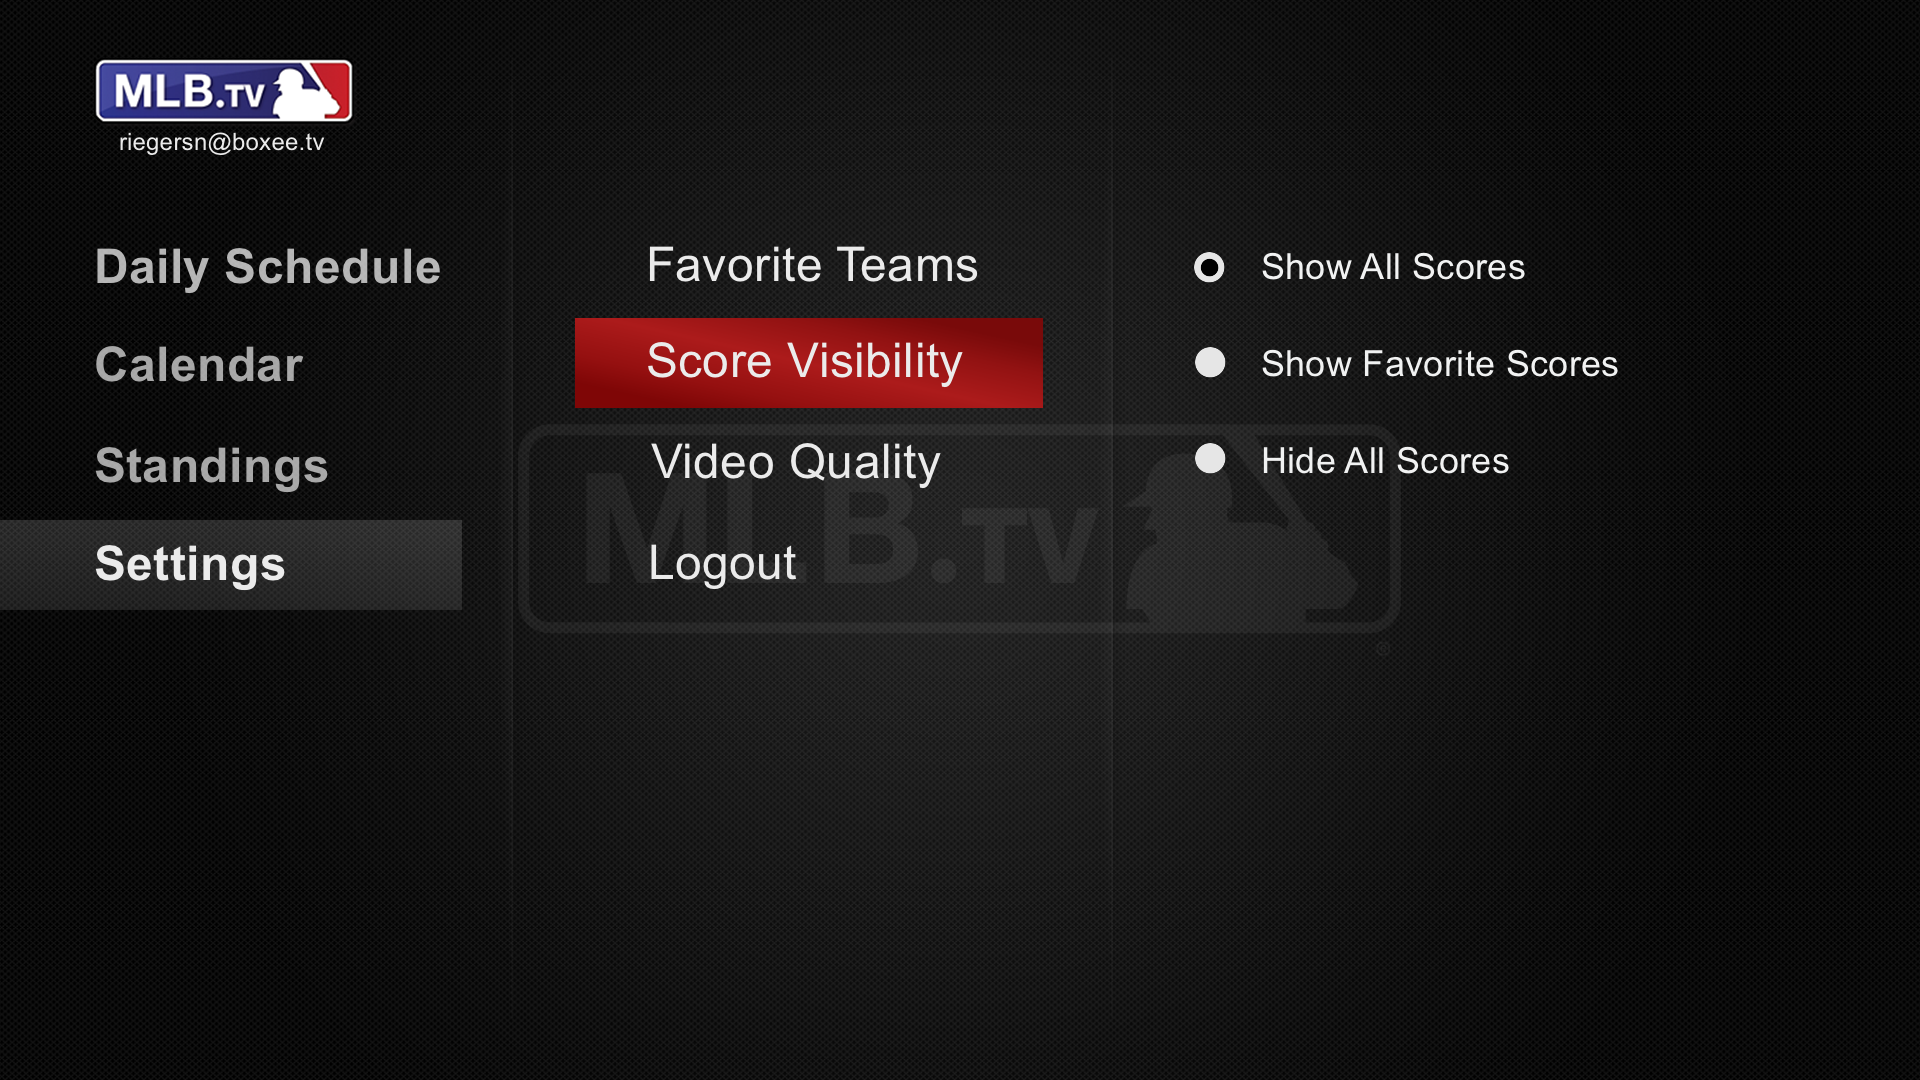 MLB.TV
riegersn@boxee.tv
Daily Schedule
Calendar
Standings
Settings
Favorite Teams
Score Visibility
Video Quality
Logout
Show All Scores
Show Favorite Scores
Hide All Scores
MLB.TV
®